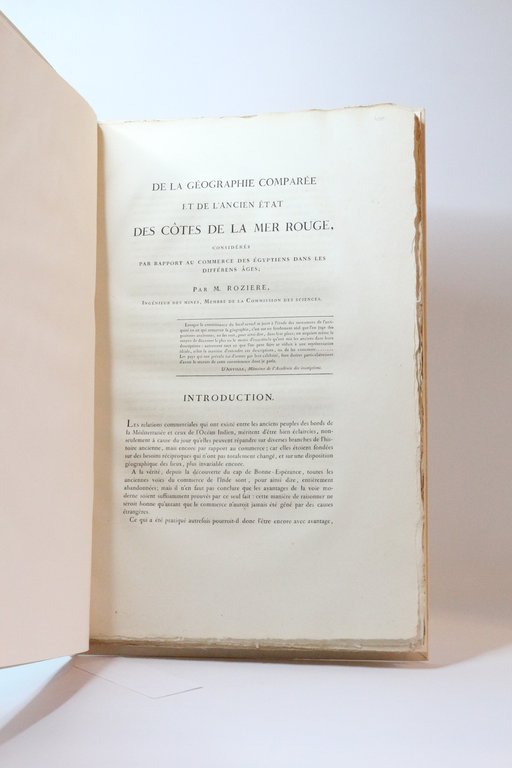 DE LA GÉOGRAPHIE COMPARÉE
ET DE L'ANCIEN ÉTAT
DES CÔTES DE LA MER ROUGE,
CONSIDÉRÉS
PAR RAPPORT AU COMMERCE DES ÉGYPTIENS DANS LES
DIFFÉRENS ÂGES;
PAR M. ROZIERE,
INGÉNIEUR DES MINES, MEMBRE DE LA COMMISSION DES SCIENCES.
D'ANVILLE, Mémoires de l'Académie des inscriptions.
INTRODUCTION.
LES relations commerciales qui ont existé entre les anciens peuples des bords de
la Méditerranée et ceux de l'Océan Indien, méritent d'être bien éclaircies, non-
seulement à cause du jour qu'elles peuvent répandre sur diverses branches de l'his-
toire ancienne, mais encore par rapport au commerce; car elles étoient fondées
sur des besoins réciproques qui n'ont pas totalement changé, et sur une disposition
géographique des lieux, plus invariable encore.
A la vérité, depuis la découverte du cap de Bonne-Espérance, toutes les
anciennes voies du commerce de l'Inde sont, pour ainsi dire, entièrement
abandonnées; mais il n'en faut pas conclure que les avantages de la voie mo-
derne soient suffisamment prouvés par ce seul fait: cette manière de raisonner ne
seroit bonne qu'autant que le commerce n'auroit jamais été gêné par des causes
étrangères.
Ce qui a été pratiqué autrefois pourroit-il donc l'être encore avec avantage,